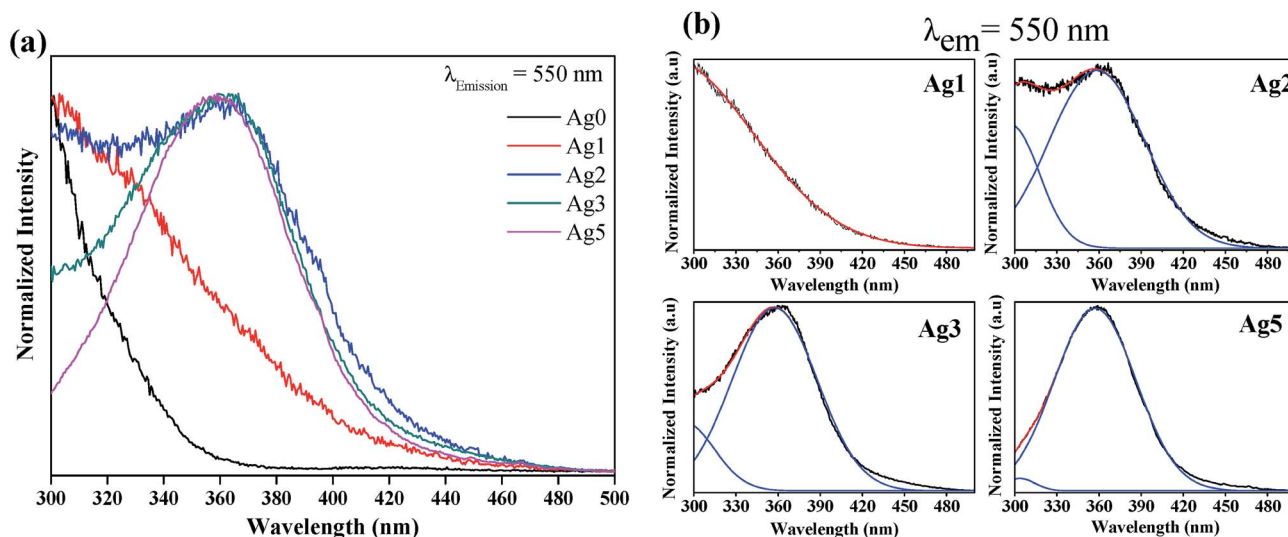 (a)
λEmission = 550 nm
Ag0
Ag1
Ag2
Ag3
Ag5
Normalized Intensity
300 320 340 360 380 400 420 440 460 480 500
Wavelength (nm)
(b)
λem= 550 nm
Ag1
Normalized Intensity (a.u)
300 330 360 390 420 450 480
Wavelength (nm)
Ag2
Normalized Intensity (a.u)
300 330 360 390 420 450 480
Wavelength (nm)
Ag3
Normalized Intensity (a.u)
300 330 360 390 420 450 480
Wavelength (nm)
Ag5
Normalized Intensity (a.u)
300 330 360 390 420 450 480
Wavelength (nm)